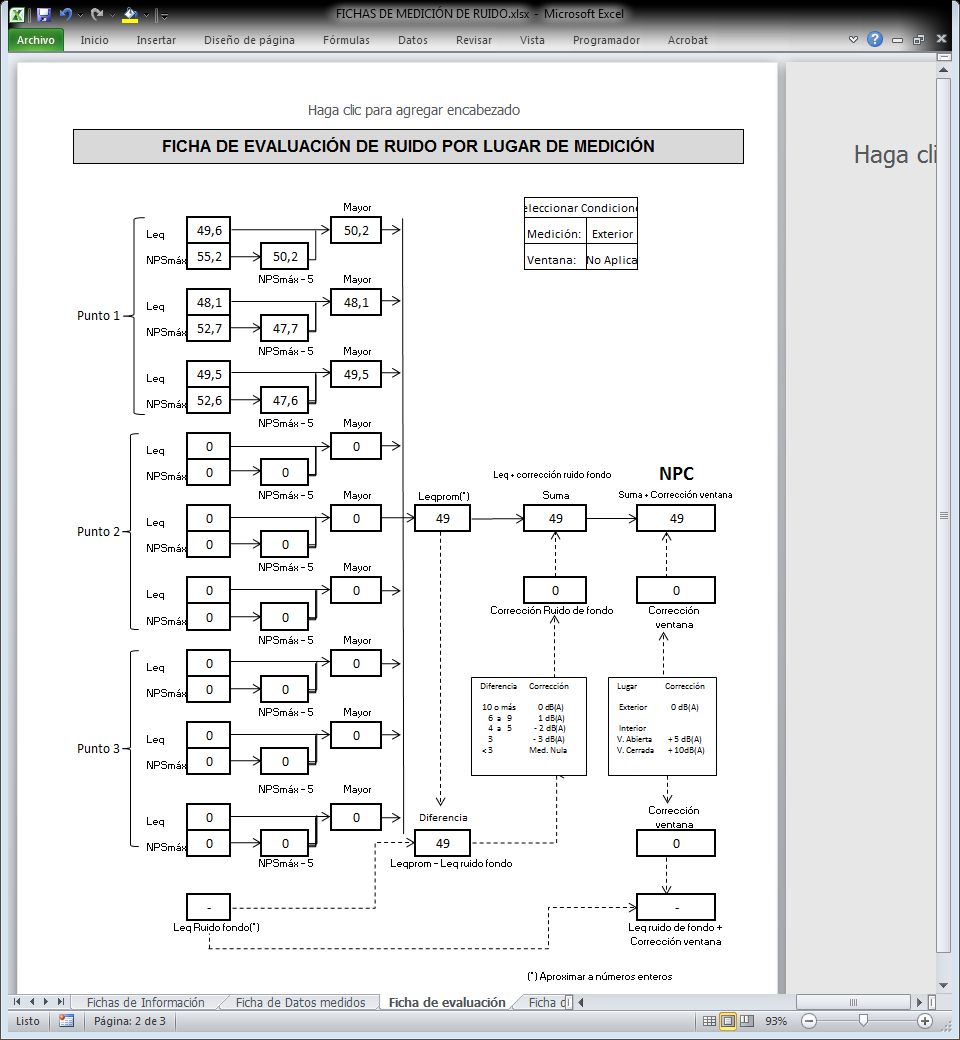 FICHAS DE MEDICIÓN DE RUIDO.xlsx - Microsoft Excel
Archivo Inicio Insertar Diseño de página Fórmulas Datos Revisar Vista Programador Acrobat
Haga clic para agregar encabezado
Haga cli
FICHA DE EVALUACIÓN DE RUIDO POR LUGAR DE MEDICIÓN
eleccionar Condicione
Medición: Exterior
Ventana: No Aplica
Mayor
Leq 49,6 50,2
NPSmáx 55,2 50,2
NPSmáx - 5
Mayor
Leq 48,1 48,1
Punto 1
NPSmáx 52,7 47,7
NPSmáx - 5
Mayor
Leq 49,5 49,5
NPSmáx 52,6 47,6
NPSmáx - 5
Mayor
Leq 0 0
NPSmáx 0 0
NPSmáx - 5
Mayor
Leq 0 0
Punto 2
NPSmáx 0 0
NPSmáx - 5
Mayor
Leq 0 0
NPSmáx 0 0
NPSmáx - 5
Mayor
Leq 0 0
NPSmáx 0 0
NPSmáx - 5
Mayor
Leq 0 0
Punto 3
NPSmáx 0 0
NPSmáx - 5
Mayor
Leq 0 0
NPSmáx 0 0
NPSmáx - 5
-
Leq Ruido fondo(*)
Leqprom(*)
49
Leq + corrección ruido fondo
Suma
49
NPC
Suma + Corrección ventana
49
0
Corrección Ruido de fondo
0
Corrección
ventana
Diferencia Corrección
10 o más 0 dB(A)
6 a 9 1 dB(A)
4 a 5 - 2 dB(A)
3 - 3 dB(A)
< 3 Med. Nula
Lugar Corrección
Exterior 0 dB(A)
Interior
V. Abierta + 5 dB(A)
V. Cerrada + 10dB(A)
Diferencia
49
Leqprom - Leq ruido fondo
Corrección
ventana
0
-
Leq ruido de fondo +
Corrección ventana
(*) Aproximar a números enteros
Fichas de Información Ficha de Datos medidos Ficha de evaluación Ficha d
Listo Página: 2 de 3 93%